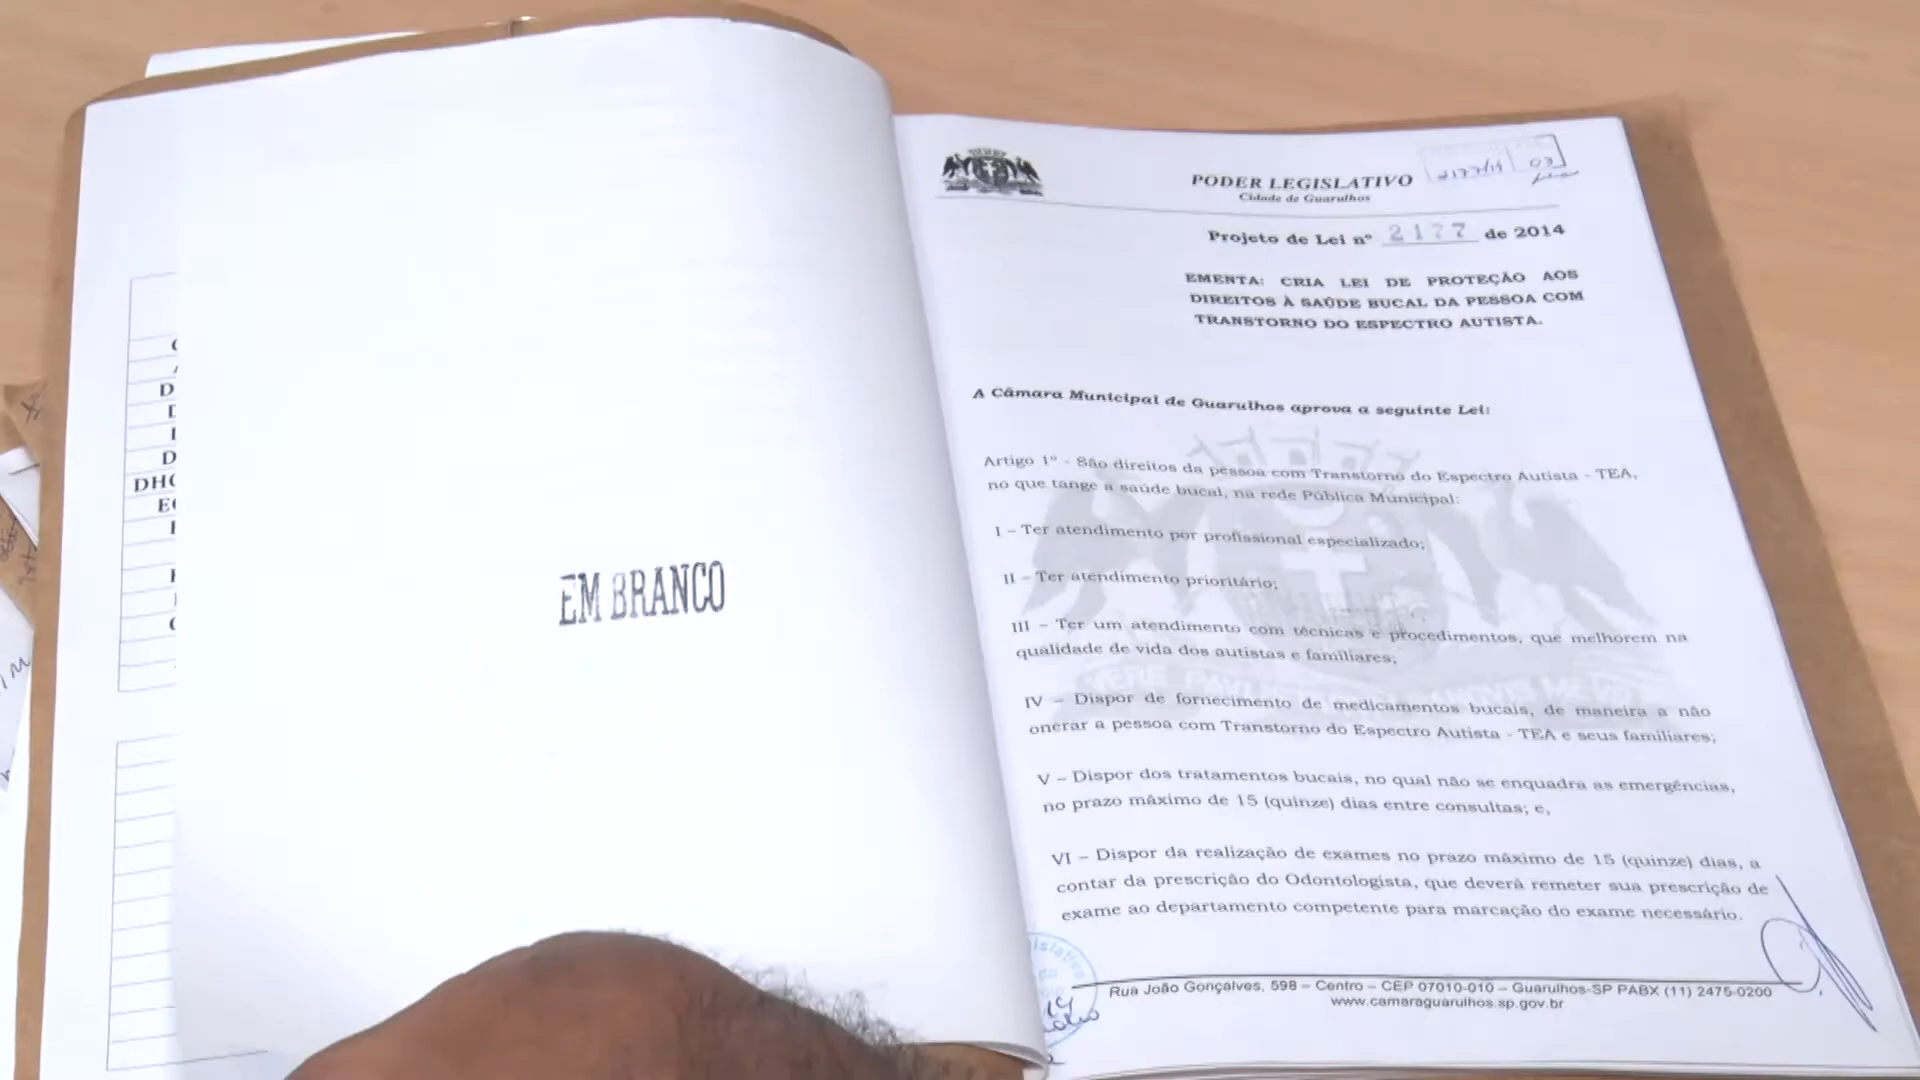 D
D
DHO
EM BRANCO
PODER LEGISLATIVO
Cidade de Guarulhos
2177/14
03
Projeto de Lei nº 2177 de 2014
EMENTA: CRIA LEI DE PROTEÇÃO AOS
DIREITOS À SAÚDE BUCAL DA PESSOA COM
TRANSTORNO DO ESPECTRO AUTISTA.
A Câmara Municipal de Guarulhos aprova a seguinte Lei:
Artigo 1º - São direitos da pessoa com Transtorno do Espectro Autista - TEA,
no que tange a saúde bucal, na rede Pública Municipal:
I – Ter atendimento por profissional especializado;
II – Ter atendimento prioritário;
III – Ter um atendimento com técnicas e procedimentos, que melhorem na
qualidade de vida dos autistas e familiares;
IV – Dispor de fornecimento de medicamentos bucais, de maneira a não
onerar a pessoa com Transtorno do Espectro Autista - TEA e seus familiares;
V – Dispor dos tratamentos bucais, no qual não se enquadra as emergências,
no prazo máximo de 15 (quinze) dias entre consultas; e,
VI – Dispor da realização de exames no prazo máximo de 15 (quinze) dias, a
contar da prescrição do Odontologista, que deverá remeter sua prescrição de
exame ao departamento competente para marcação do exame necessário.
Rua João Gonçalves, 598 – Centro – CEP 07010-010 – Guarulhos-SP PABX (11) 2475-0200
www.camaraguarulhos.sp.gov.br